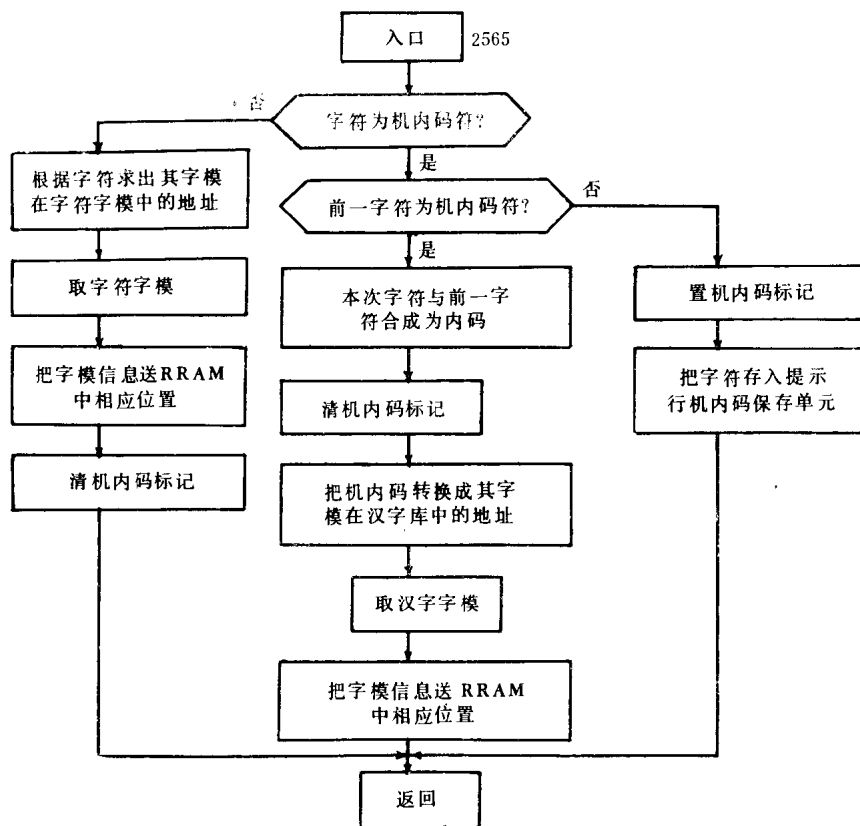 入口 2565
否
字符为机内码符?
是
根据字符求出其字模
在字符字模中的地址
前一字符为机内码符?
否
是
取字符字模
本次字符与前一字
符合成为内码
置机内码标记
把字模信息送RRAM
中相应位置
清机内码标记
把字符存入提示
行机内码保存单元
清机内码标记
把机内码转换成其字
模在汉字库中的地址
取汉字字模
把字模信息送 RRAM
中相应位置
返回